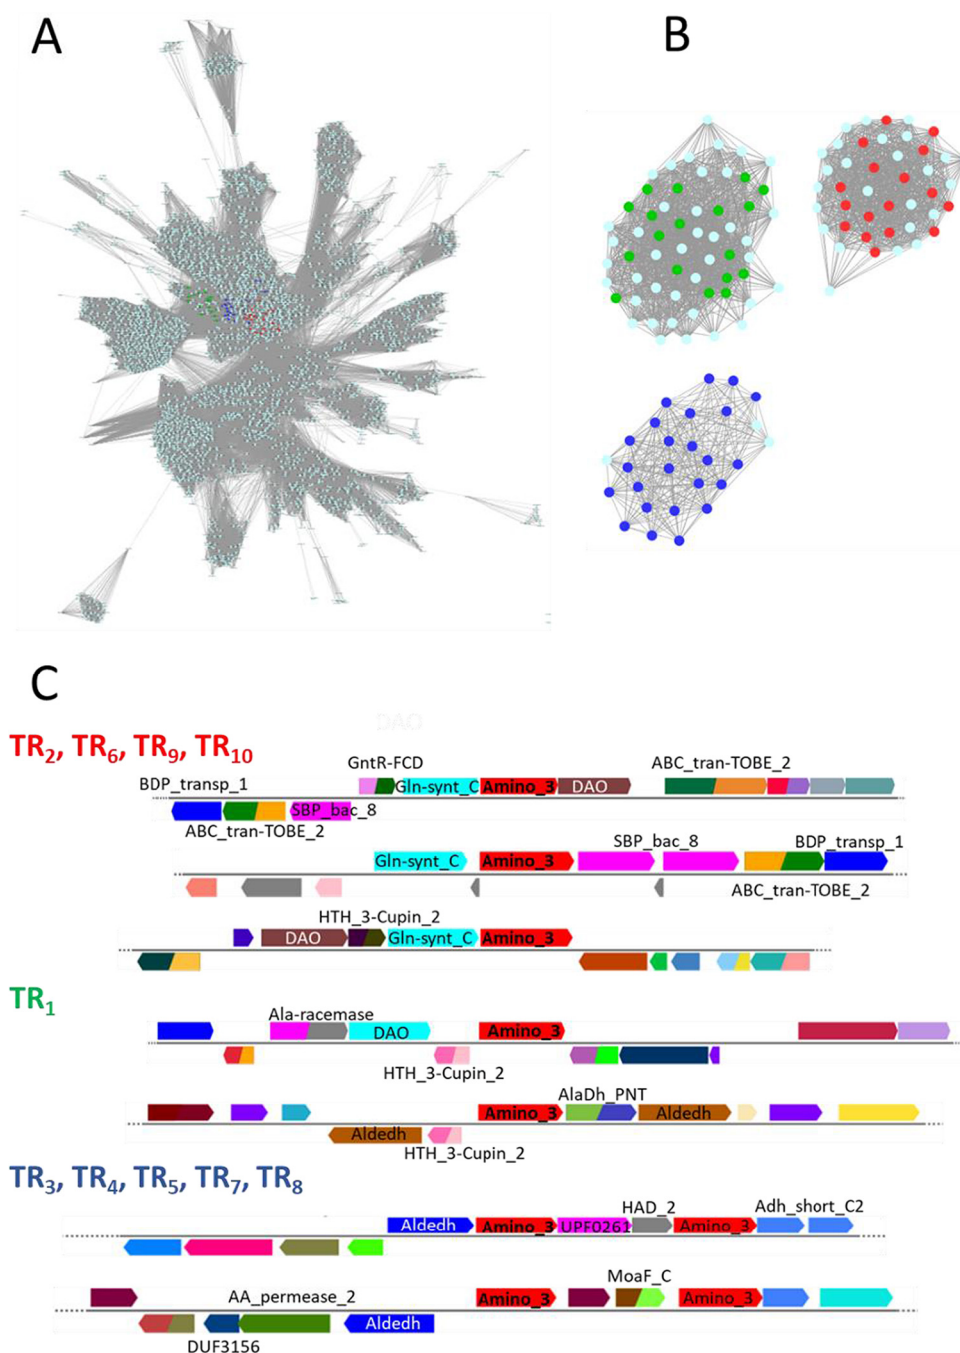 A
B
C
DAO
TR2, TR6, TR9, TR10
GntR-FCD
ABC_tran-TOBE_2
BDP_transp_1
Gln-synt_C
Amino_3
DAO
SBP_bac_8
ABC_tran-TOBE_2
SBP_bac_8
BDP_transp_1
Gln-synt_C
Amino_3
ABC_tran-TOBE_2
HTH_3-Cupin_2
DAO
Gln-synt_C
Amino_3
TR1
Ala-racemase
DAO
Amino_3
HTH_3-Cupin_2
AlaDh_PNT
Amino_3
Aldedh
Aldedh
HTH_3-Cupin_2
TR3, TR4, TR5, TR7, TR8
HAD_2
Adh_short_C2
Aldedh
Amino_3
UPF0261
Amino_3
MoaF_C
AA_permease_2
Amino_3
Amino_3
Aldedh
DUF3156